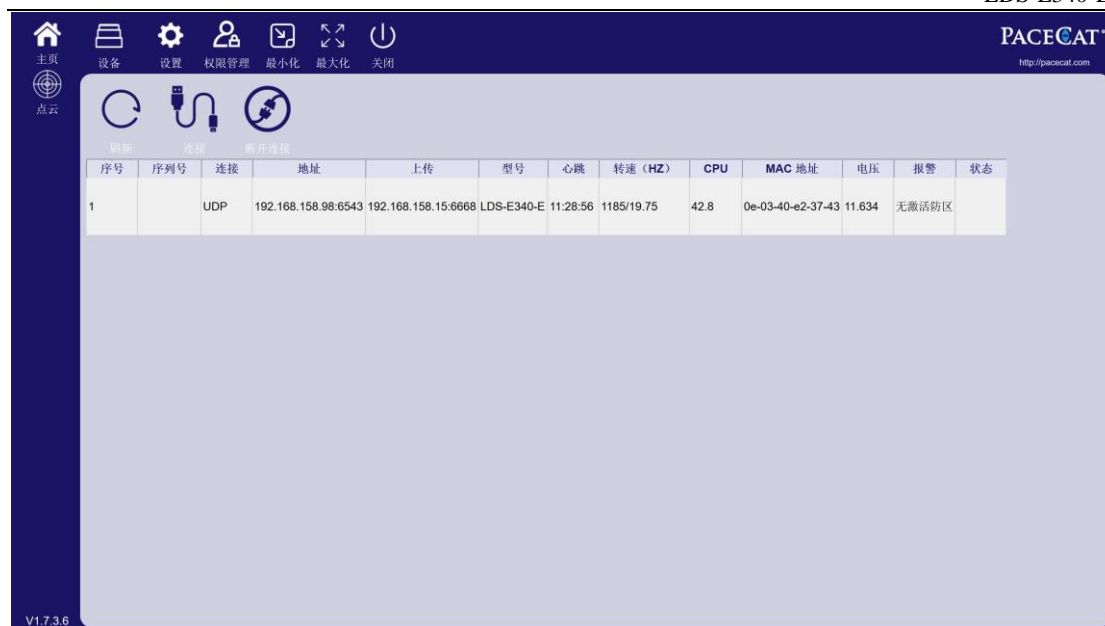 主页
设备 设置 权限管理 最小化 最大化 关闭
PACECAT
http://pacecat.com
点云
刷新 连接 断开连接
序号 序列号 连接 地址 上传 型号 心跳 转速（HZ） CPU MAC 地址 电压 报警 状态
1 UDP 192.168.158.98:6543 192.168.158.15:6668 LDS-E340-E 11:28:56 1185/19.75 42.8 0e-03-40-e2-37-43 11.634 无激活防区
V1.7.3.6